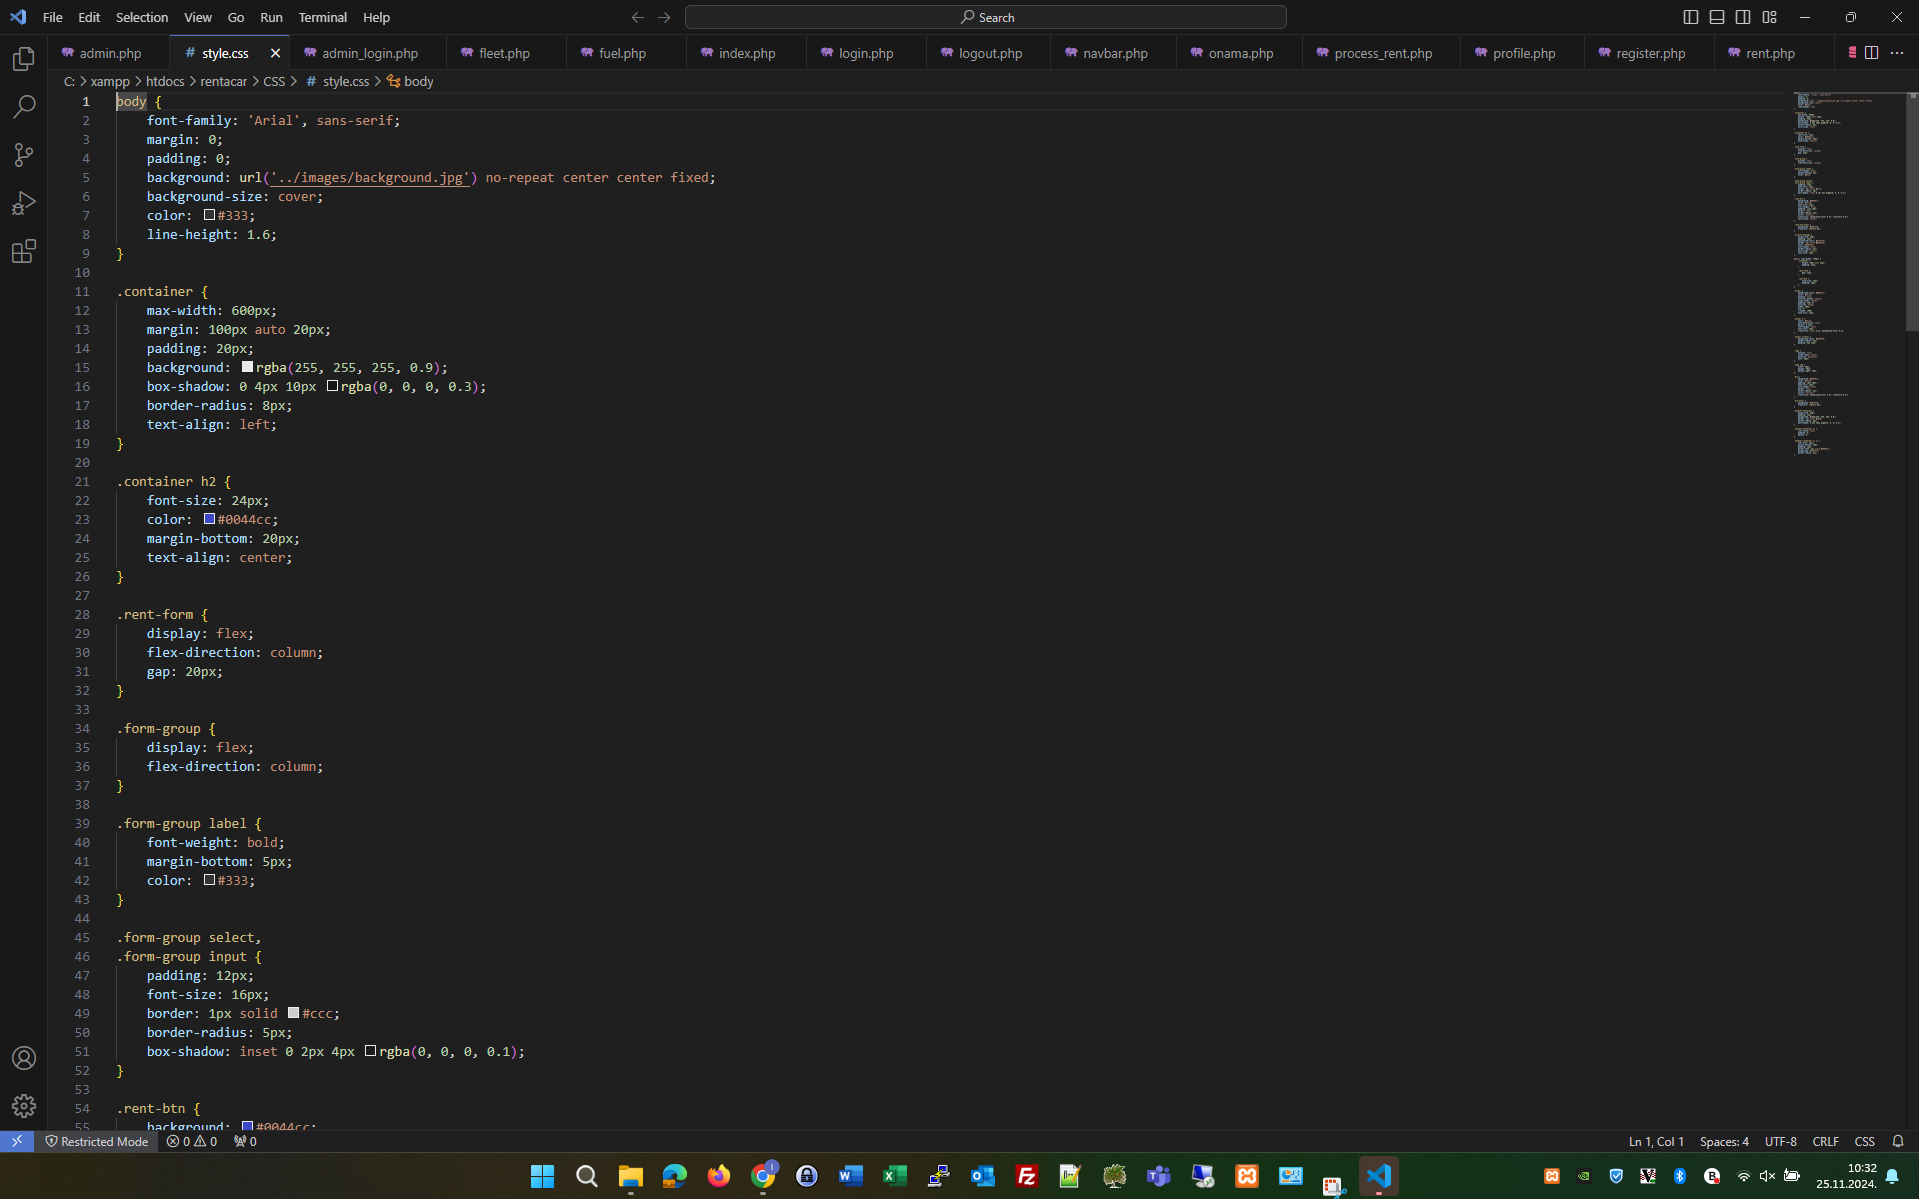 File Edit Selection View Go Run Terminal Help
Search
admin.php style.css admin_login.php fleet.php fuel.php index.php login.php logout.php navbar.php onama.php process_rent.php profile.php register.php rent.php
C: > xampp > htdocs > rentacar > CSS > # style.css > body
1 body {
2 font-family: 'Arial', sans-serif;
3 margin: 0;
4 padding: 0;
5 background: url('../images/background.jpg') no-repeat center center fixed;
6 background-size: cover;
7 color: #333;
8 line-height: 1.6;
9 }
10
11 .container {
12 max-width: 600px;
13 margin: 100px auto 20px;
14 padding: 20px;
15 background: rgba(255, 255, 255, 0.9);
16 box-shadow: 0 4px 10px rgba(0, 0, 0, 0.3);
17 border-radius: 8px;
18 text-align: left;
19 }
20
21 .container h2 {
22 font-size: 24px;
23 color: #0044cc;
24 margin-bottom: 20px;
25 text-align: center;
26 }
27
28 .rent-form {
29 display: flex;
30 flex-direction: column;
31 gap: 20px;
32 }
33
34 .form-group {
35 display: flex;
36 flex-direction: column;
37 }
38
39 .form-group label {
40 font-weight: bold;
41 margin-bottom: 5px;
42 color: #333;
43 }
44
45 .form-group select,
46 .form-group input {
47 padding: 12px;
48 font-size: 16px;
49 border: 1px solid #ccc;
50 border-radius: 5px;
51 box-shadow: inset 0 2px 4px rgba(0, 0, 0, 0.1);
52 }
53
54 .rent-btn {
55 background: #0044cc;
Restricted Mode 0 0 0 Ln 1, Col 1 Spaces: 4 UTF-8 CRLF CSS
10:32
25.11.2024.